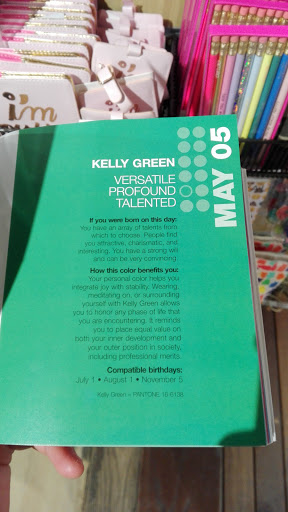 i'm
MAY 05
KELLY GREEN
VERSATILE
PROFOUND
TALENTED
If you were born on this day:
You have an array of talents from
which to choose. People find
you attractive, charismatic, and
interesting. You have a strong will
and can be very convincing.
How this color benefits you:
Your personal color helps you
integrate joy with stability. Wearing,
meditating on, or surrounding
yourself with Kelly Green allows
you to honor any phase of life that
you are encountering. It reminds
you to place equal value on
both your inner development and
your outer position in society,
including professional merits.
Compatible birthdays:
July 1 • August 1 • November 5
Kelly Green = PANTONE 16-6138